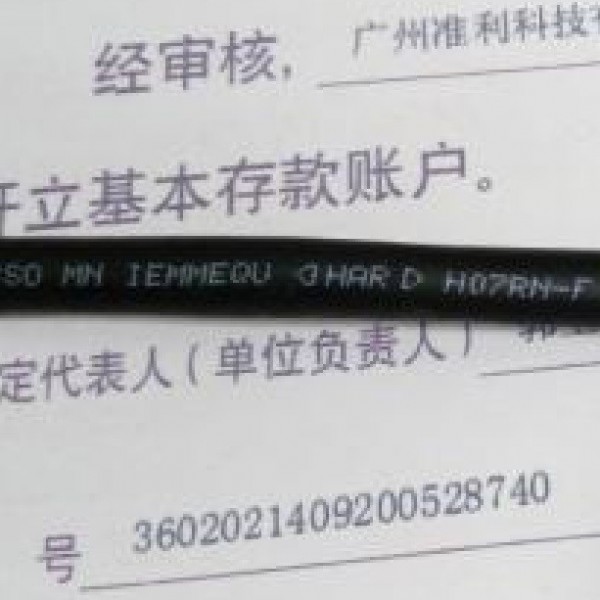 经审核, 广州准利科技
开立基本存款账户。
SO MN IEMMEQU ᗡHAR D H07RN-F
定代表人(单位负责人)
号 3602021409200528740